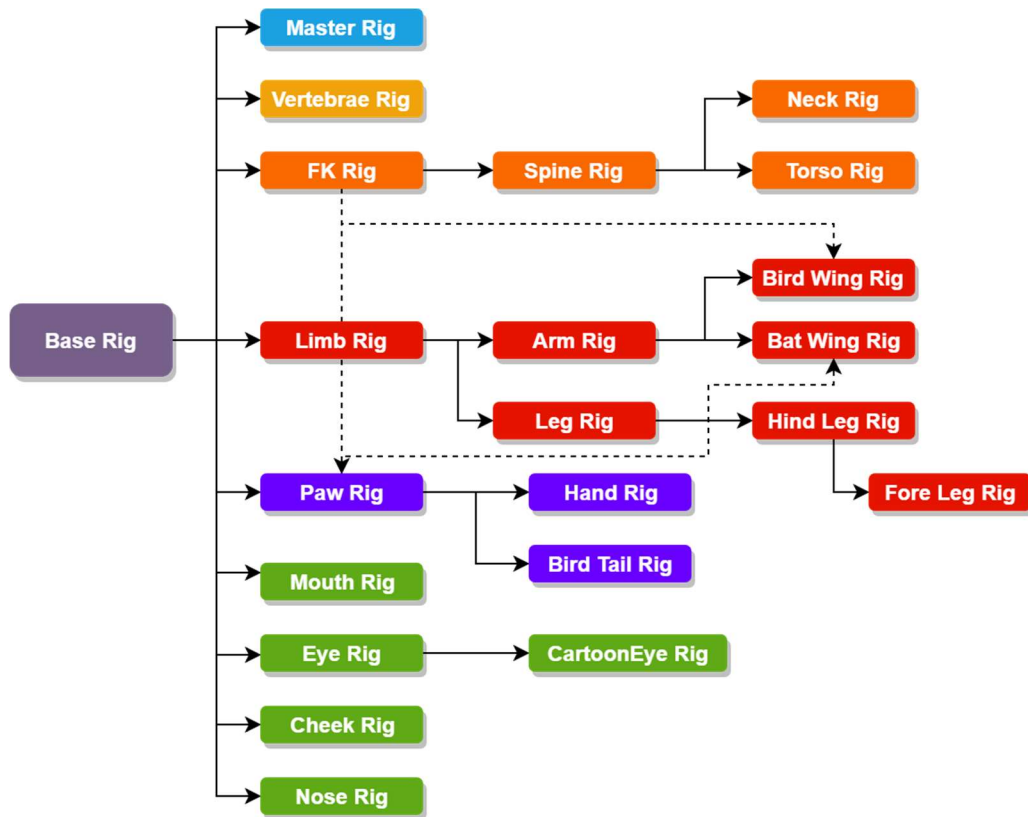 Master Rig
Vertebrae Rig
Neck Rig
FK Rig
Spine Rig
Torso Rig
Bird Wing Rig
Base Rig
Limb Rig
Arm Rig
Bat Wing Rig
Leg Rig
Hind Leg Rig
Paw Rig
Hand Rig
Fore Leg Rig
Bird Tail Rig
Mouth Rig
Eye Rig
CartoonEye Rig
Cheek Rig
Nose Rig